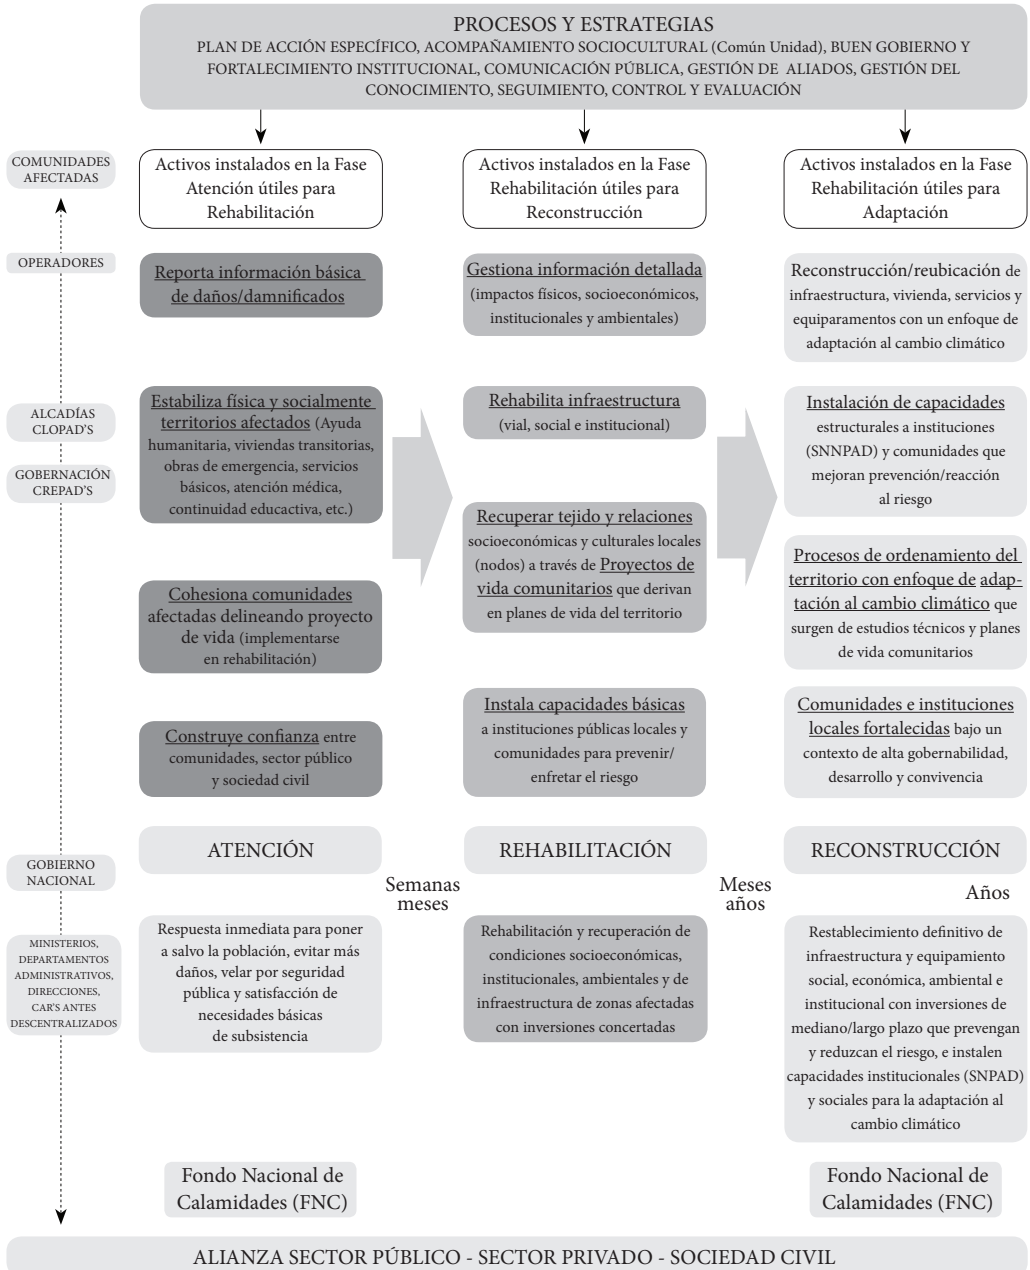 PROCESOS Y ESTRATEGIAS
PLAN DE ACCIÓN ESPECÍFICO, ACOMPAÑAMIENTO SOCIOCULTURAL (Común Unidad), BUEN GOBIERNO Y
FORTALECIMIENTO INSTITUCIONAL, COMUNICACIÓN PÚBLICA, GESTIÓN DE ALIADOS, GESTIÓN DEL
CONOCIMIENTO, SEGUIMIENTO, CONTROL Y EVALUACIÓN
COMUNIDADES
AFECTADAS
OPERADORES
ALCADÍAS
CLOPAD'S
GOBERNACIÓN
CREPAD'S
GOBIERNO
NACIONAL
MINISTERIOS,
DEPARTAMENTOS
ADMINISTRATIVOS,
DIRECCIONES,
CAR'S ANTES
DESCENTRALIZADOS
Activos instalados en la Fase
Atención útiles para
Rehabilitación
Reporta información básica
de daños/damnificados
Estabiliza física y socialmente
territorios afectados (Ayuda
humanitaria, viviendas transitorias,
obras de emergencia, servicios
básicos, atención médica,
continuidad educactiva, etc.)
Cohesiona comunidades
afectadas delineando proyecto
de vida (implementarse
en rehabilitación)
Construye confianza entre
comunidades, sector público
y sociedad civil
ATENCIÓN
Semanas
meses
Respuesta inmediata para poner
a salvo la población, evitar más
daños, velar por seguridad
pública y satisfacción de
necesidades básicas
de subsistencia
Fondo Nacional de
Calamidades (FNC)
Activos instalados en la Fase
Rehabilitación útiles para
Reconstrucción
Gestiona información detallada
(impactos físicos, socioeconómicos,
institucionales y ambientales)
Rehabilita infraestructura
(vial, social e institucional)
Recuperar tejido y relaciones
socioeconómicas y culturales locales
(nodos) a través de Proyectos de
vida comunitarios que derivan
en planes de vida del territorio
Instala capacidades básicas
a instituciones públicas locales y
comunidades para prevenir/
enfretar el riesgo
REHABILITACIÓN
Meses
años
Rehabilitación y recuperación de
condiciones socioeconómicas,
institucionales, ambientales y de
infraestructura de zonas afectadas
con inversiones concertadas
Activos instalados en la Fase
Rehabilitación útiles para
Adaptación
Reconstrucción/reubicación de
infraestructura, vivienda, servicios y
equiparamentos con un enfoque de
adaptación al cambio climático
Instalación de capacidades
estructurales a instituciones
(SNNPAD) y comunidades que
mejoran prevención/reacción
al riesgo
Procesos de ordenamiento del
territorio con enfoque de adap-
tación al cambio climático que
surgen de estudios técnicos y planes
de vida comunitarios
Comunidades e instituciones
locales fortalecidas bajo un
contexto de alta gobernabilidad,
desarrollo y convivencia
RECONSTRUCCIÓN
Años
Restablecimiento definitivo de
infraestructura y equipamiento
social, económica, ambiental e
institucional con inversiones de
mediano/largo plazo que prevengan
y reduzcan el riesgo, e instalen
capacidades institucionales (SNPAD)
y sociales para la adaptación al
cambio climático
Fondo Nacional de
Calamidades (FNC)
ALIANZA SECTOR PÚBLICO - SECTOR PRIVADO - SOCIEDAD CIVIL